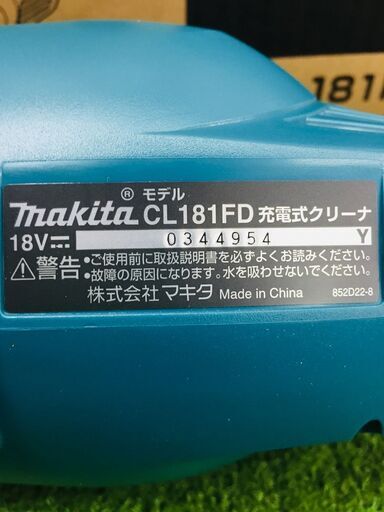 181
®モデル
makita CL181FD 充電式クリーナ
18V⎓ 0344954 Y
⚠警告 •ご使用前に取扱説明書を必ずよくお読みください。
•故障の原因になります。水を吸わせないでください。
株式会社マキタ Made in China 852D22-8